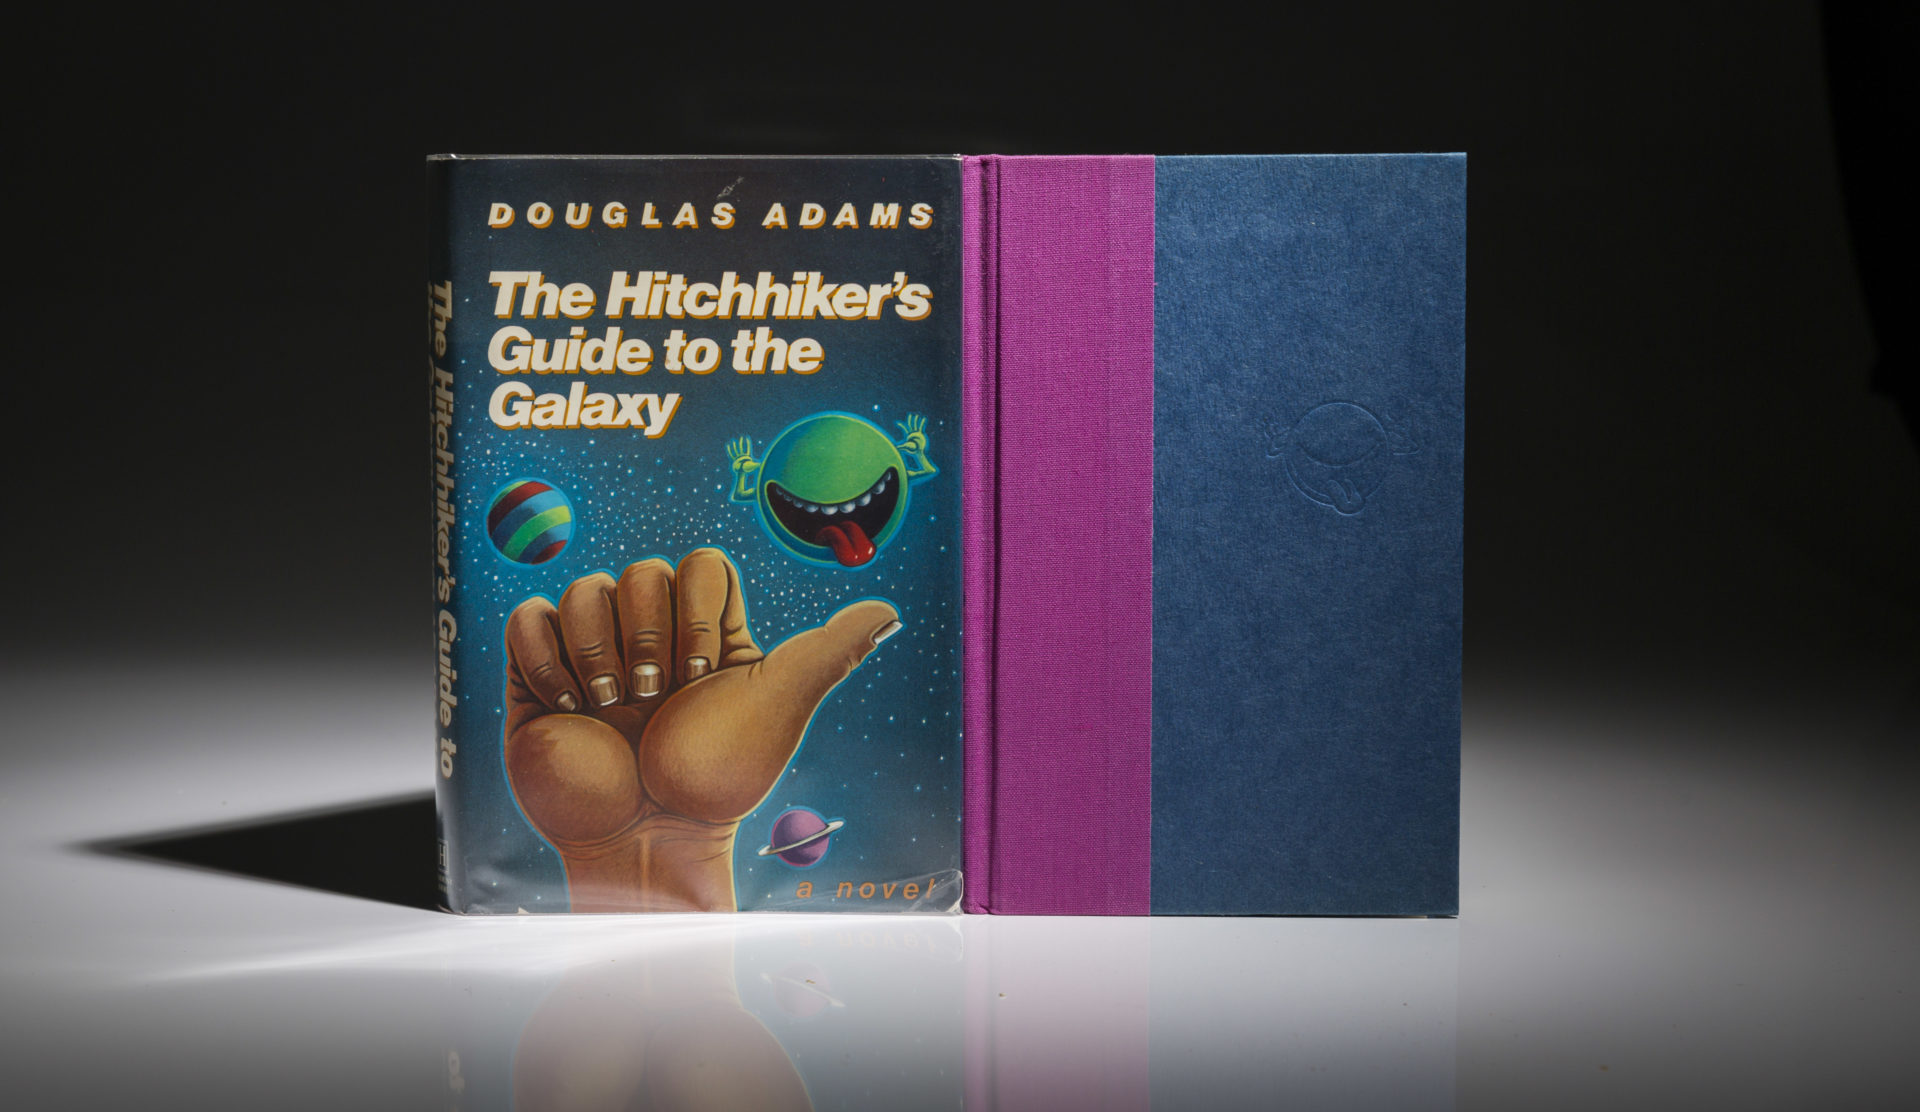 DOUGLAS ADAMS
The Hitchhiker's
Guide to the
Galaxy
a novel
The Hitchhiker's Guide to